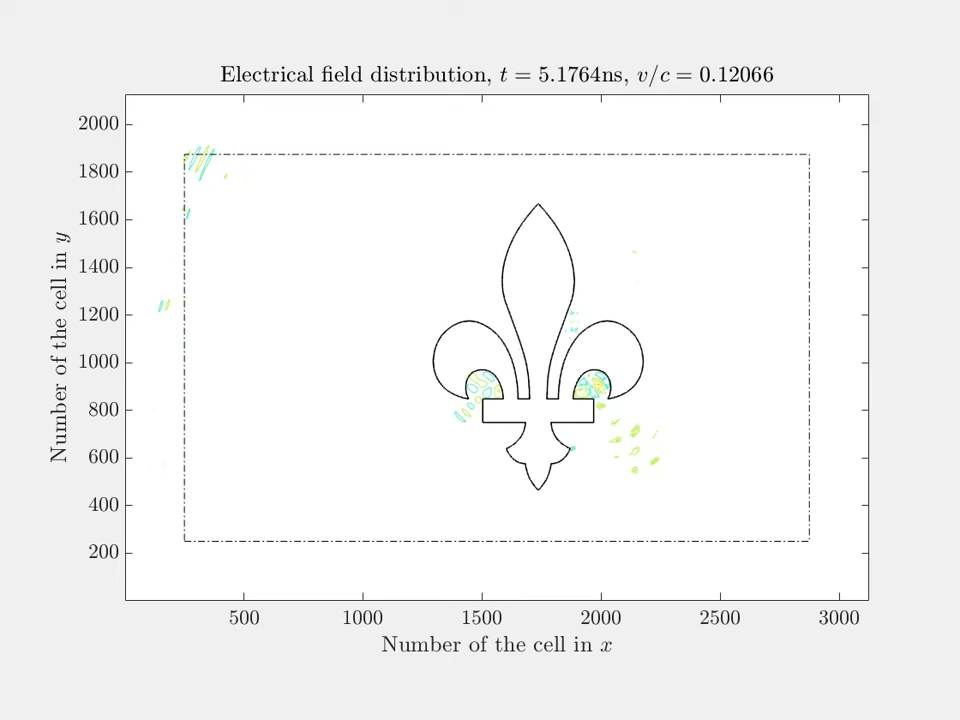 Electrical field distribution, t = 5.1764ns, v/c = 0.12066
2000
1800
1600
1400
1200
1000
800
600
400
200
Number of the cell in y
500 1000 1500 2000 2500 3000
Number of the cell in x